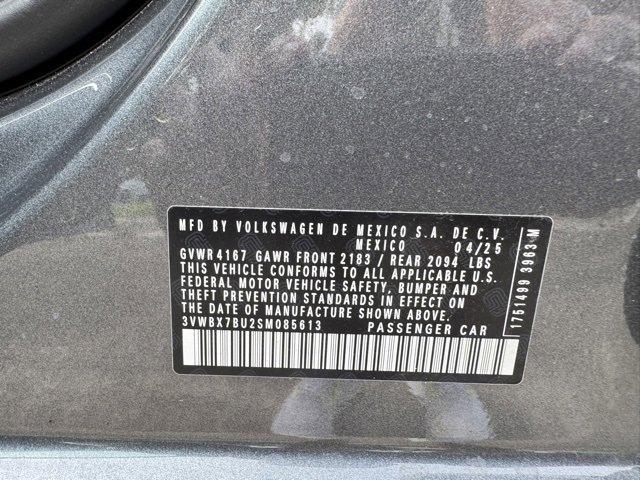 MFD BY VOLKSWAGEN DE MEXICO S.A. DE C.V.
MEXICO 04/25
GVWR 4167 GAWR FRONT 2183 / REAR 2094 LBS
THIS VEHICLE CONFORMS TO ALL APPLICABLE U.S.
FEDERAL MOTOR VEHICLE SAFETY, BUMPER AND
THEFT PREVENTION STANDARDS IN EFFECT ON
THE DATE OF MANUFACTURE SHOWN ABOVE.
3VWBX7BU2SM085613 PASSENGER CAR
1751499 3963-M